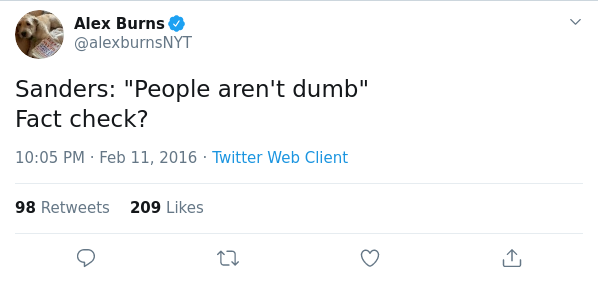 Alex Burns
@alexburnsNYT
Sanders: "People aren't dumb"
Fact check?
10:05 PM · Feb 11, 2016 · Twitter Web Client
98 Retweets 209 Likes